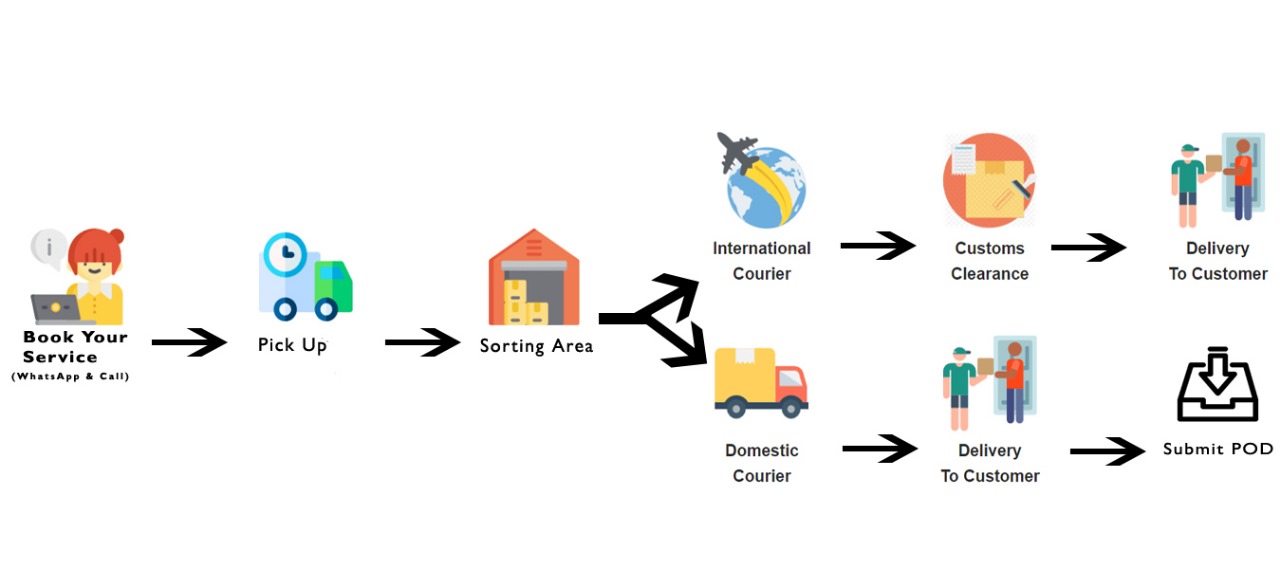 Book Your
Service
(WhatsApp & Call)
Pick Up
Sorting Area
International
Courier
Customs
Clearance
Delivery
To Customer
Domestic
Courier
Delivery
To Customer
Submit POD